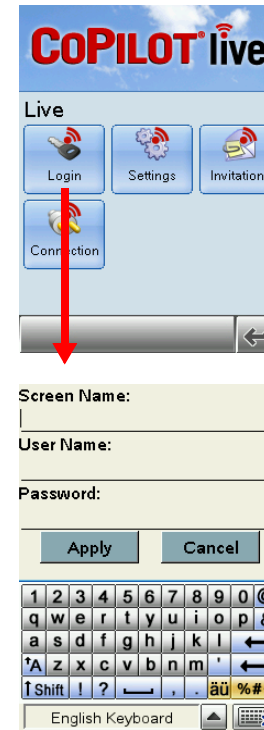 CoPILOT® live
Live
Login Settings Invitation
Connection
Screen Name:
User Name:
Password:
Apply Cancel
1 2 3 4 5 6 7 8 9 0 @
q w e r t y u i o p &
a s d f g h j k l
↑A z x c v b n m '
↑ Shift ! ? , . äü %#
English Keyboard